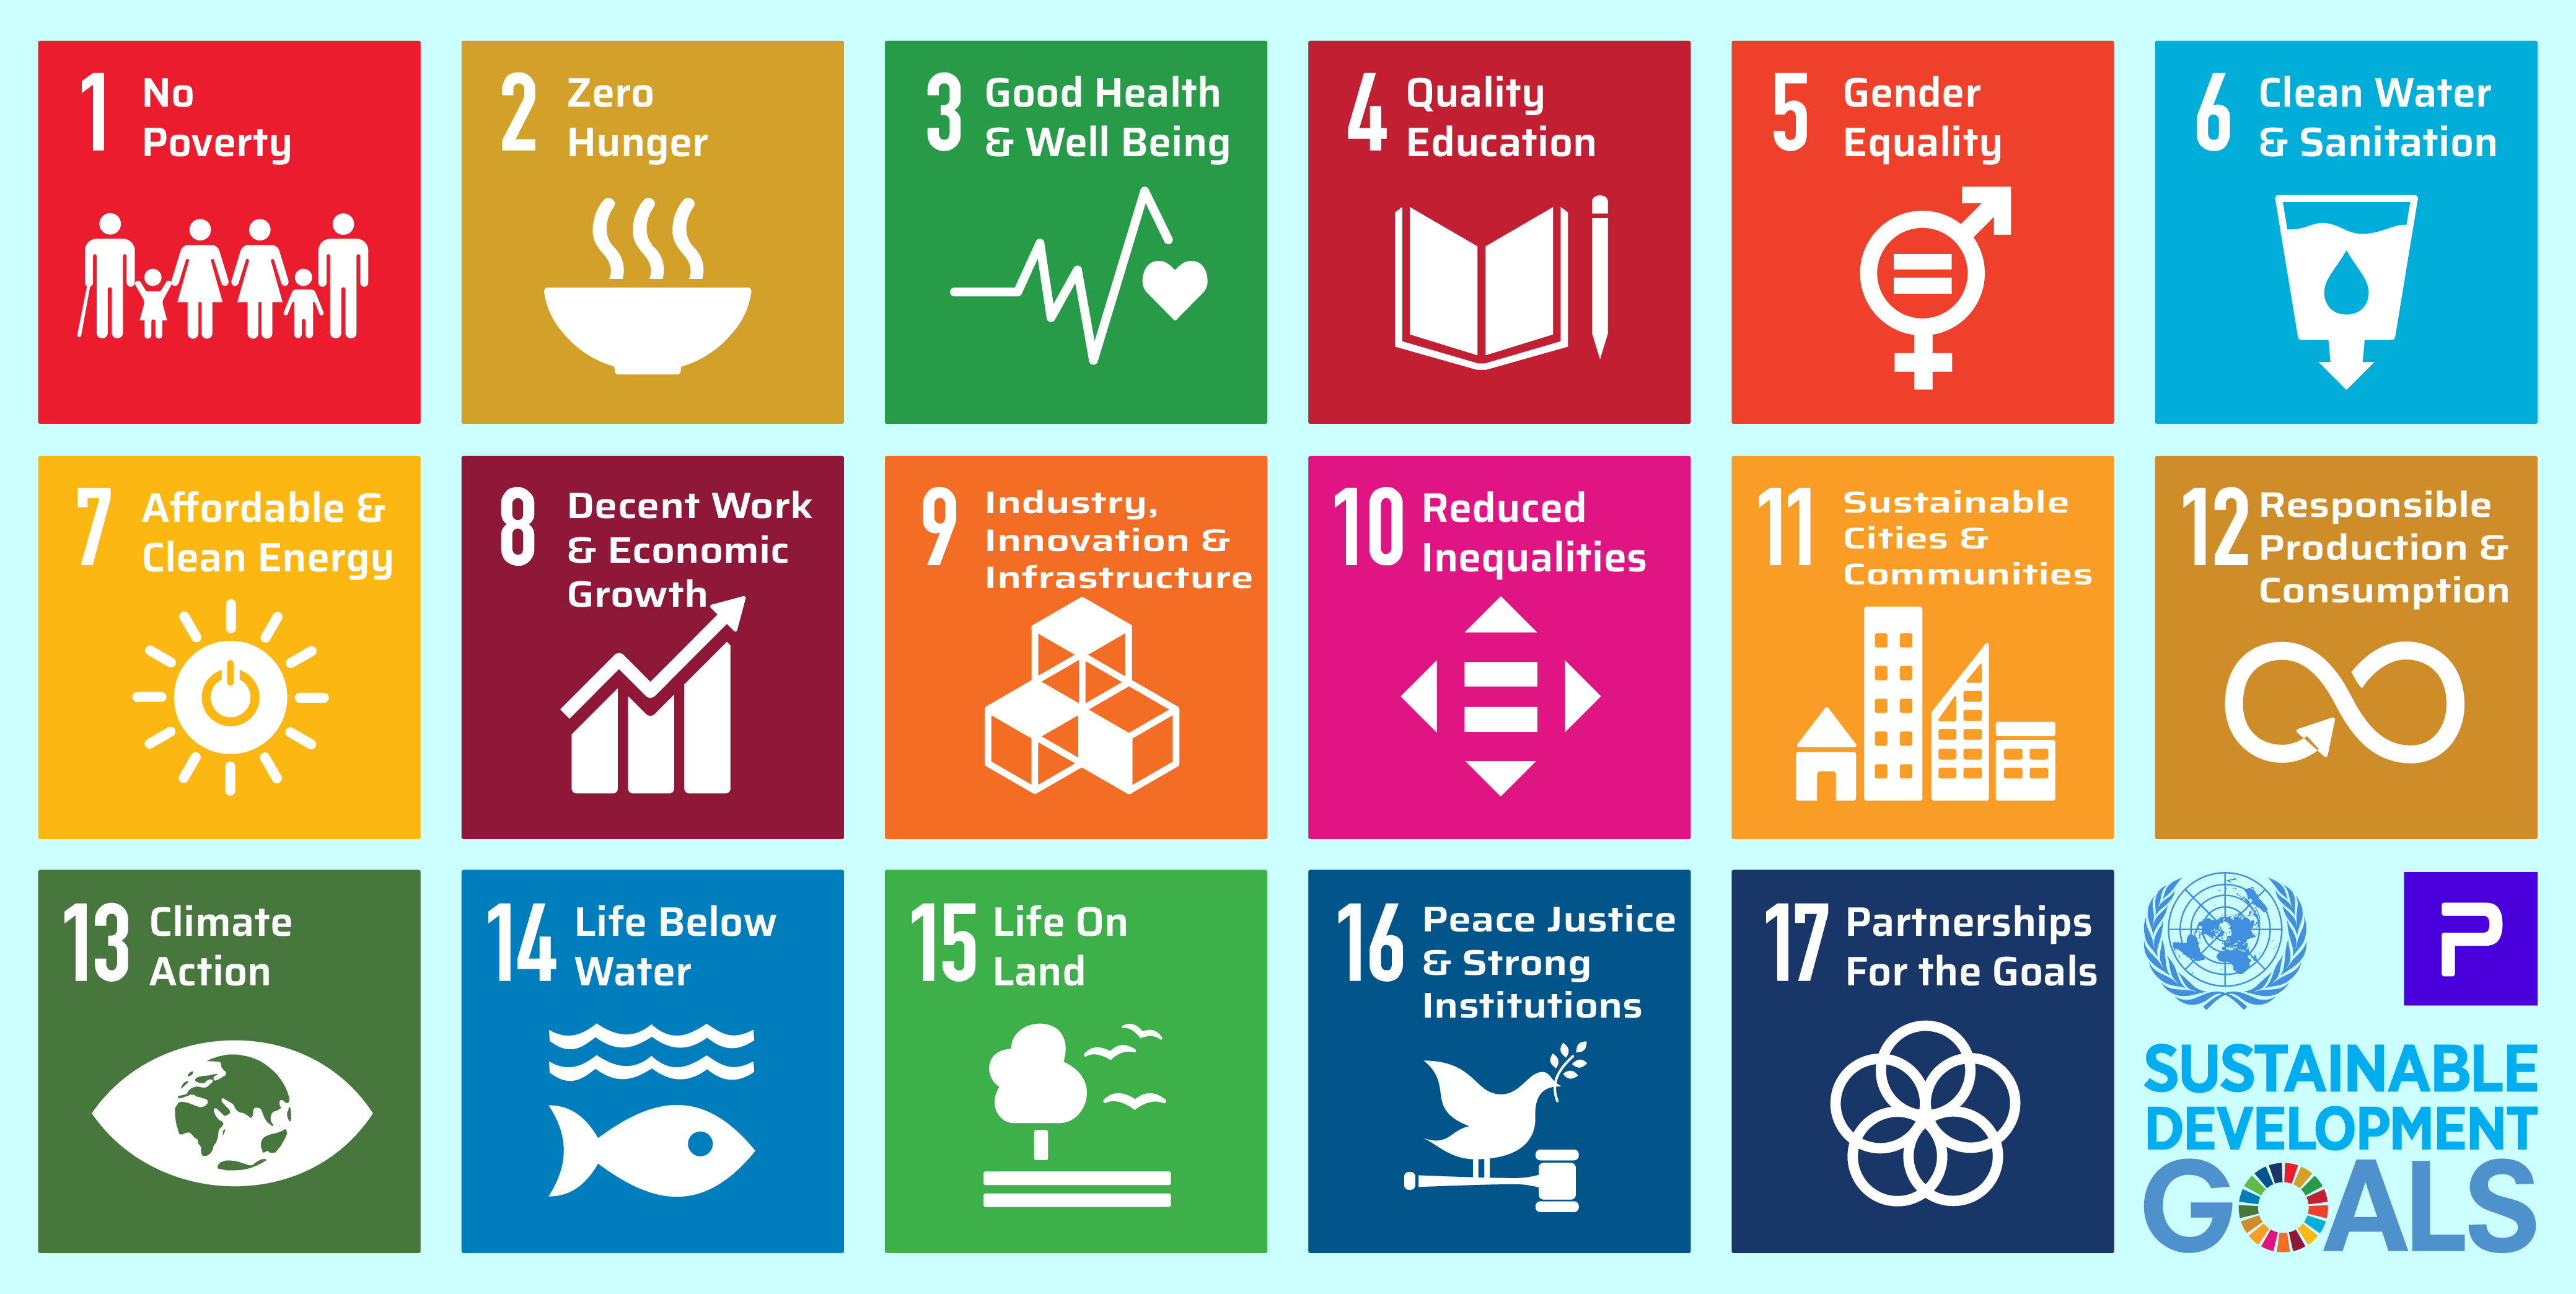 1 No
Poverty
2 Zero
Hunger
3 Good Health
& Well Being
4 Quality
Education
5 Gender
Equality
6 Clean Water
& Sanitation
7 Affordable &
Clean Energy
8 Decent Work
& Economic
Growth
9 Industry,
Innovation &
Infrastructure
10 Reduced
Inequalities
11 Sustainable
Cities &
Communities
12 Responsible
Production &
Consumption
13 Climate
Action
14 Life Below
Water
15 Life On
Land
16 Peace Justice
& Strong
Institutions
17 Partnerships
For the Goals
P
SUSTAINABLE
DEVELOPMENT
GOALS